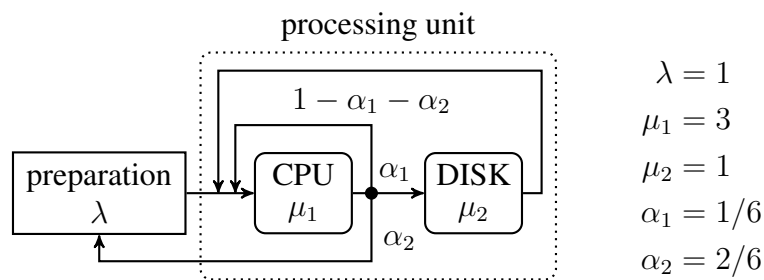 processing unit
1 − α₁ − α₂
preparation
λ
CPU
μ₁
α₁
DISK
μ₂
α₂
λ = 1
μ₁ = 3
μ₂ = 1
α₁ = 1/6
α₂ = 2/6